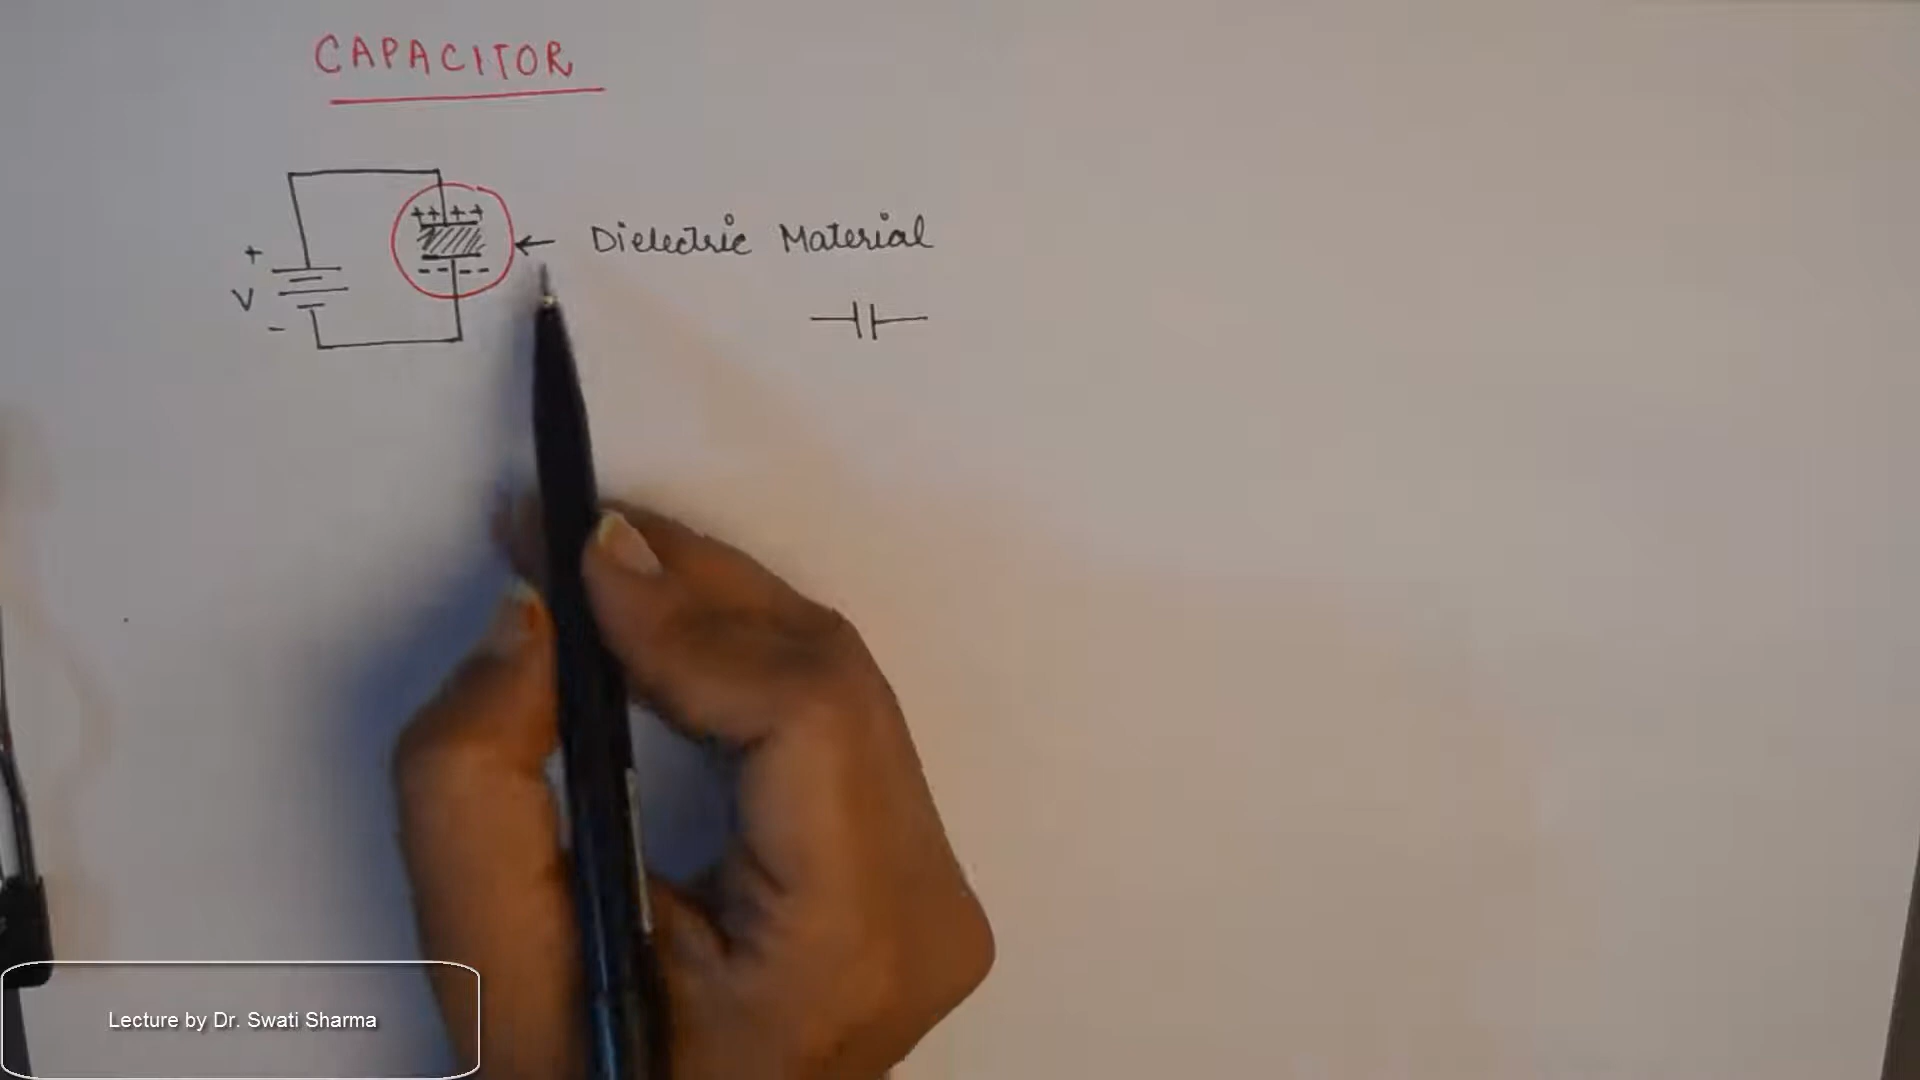 CAPACITOR
+ + + +
Dielectric Material
+
- - - -
V
-
Lecture by Dr. Swati Sharma